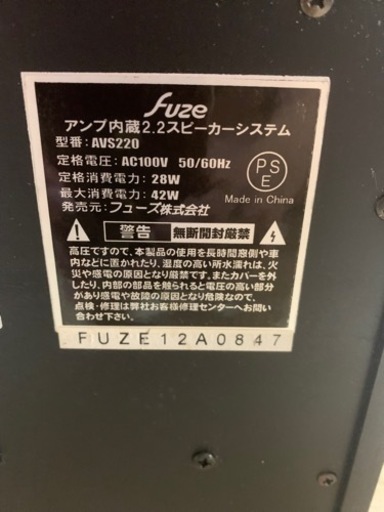 fuze
アンプ内蔵2.2スピーカーシステム
型番：AVS220
定格電圧：AC100V 50/60Hz
定格消費電力：28W
最大消費電力：42W
発売元：フューズ株式会社
PS
E
Made in China
警告 無断開封厳禁
高圧ですので、本製品の使用を長時間窓側や車
内などに置かれたり、湿度の高い所水濡れは、火
災や感電の原因となり厳禁です。またカバーを外
したり、内部の部品を触られると電圧の高い部分
があり感電や故障の原因となり危険なので、
点検・修理は弊社お客様修理センターへお問い
合わせ下さい。
FUZE12A0847